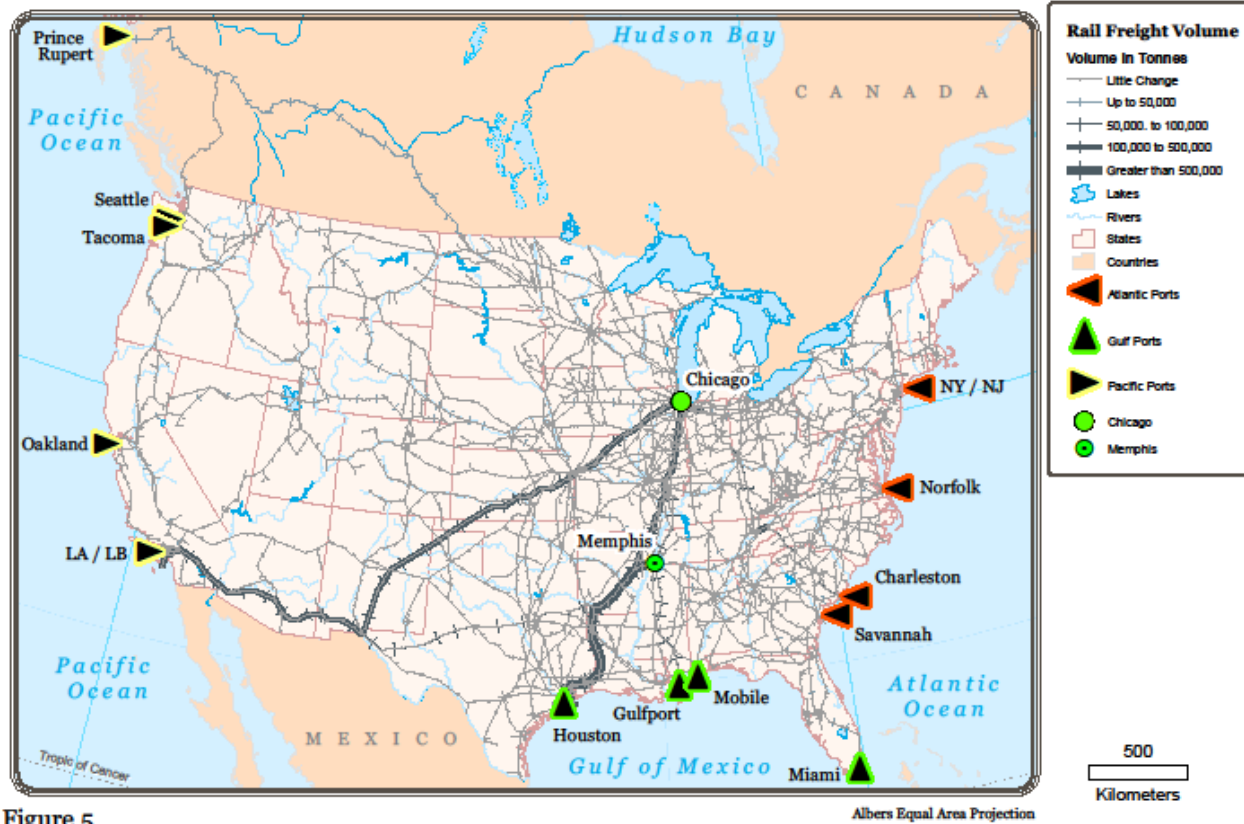 Prince
Rupert
Hudson Bay
CANADA
Pacific
Ocean
Seattle
Tacoma
Chicago
NY / NJ
Oakland
Norfolk
Memphis
LA / LB
Charleston
Savannah
Pacific
Ocean
Atlantic
Ocean
Mobile
Gulfport
Houston
MEXICO
Gulf of Mexico
Miami
Tropic of Cancer
Rail Freight Volume
Volume in Tonnes
Little Change
Up to 50,000
50,000. to 100,000
100,000 to 500,000
Greater than 500,000
Lakes
Rivers
States
Countries
Atlantic Ports
Gulf Ports
Pacific Ports
Chicago
Memphis
500
Kilometers
Figure 5
Albers Equal Area Projection